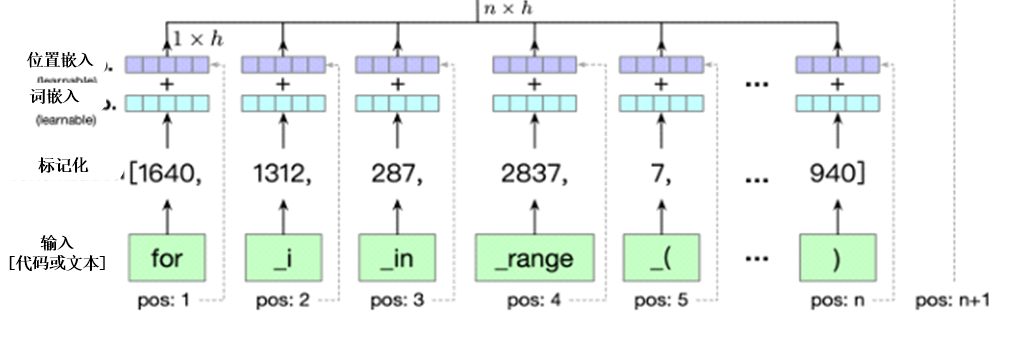 n × h
1 × h
位置嵌入
(learnable)
+ + + + + ... +
词嵌入
(learnable)
标记化 [1640, 1312, 287, 2837, 7, ... 940]
输入
[代码或文本]
for _i _in _range _( ... )
pos: 1 pos: 2 pos: 3 pos: 4 pos: 5 pos: n pos: n+1